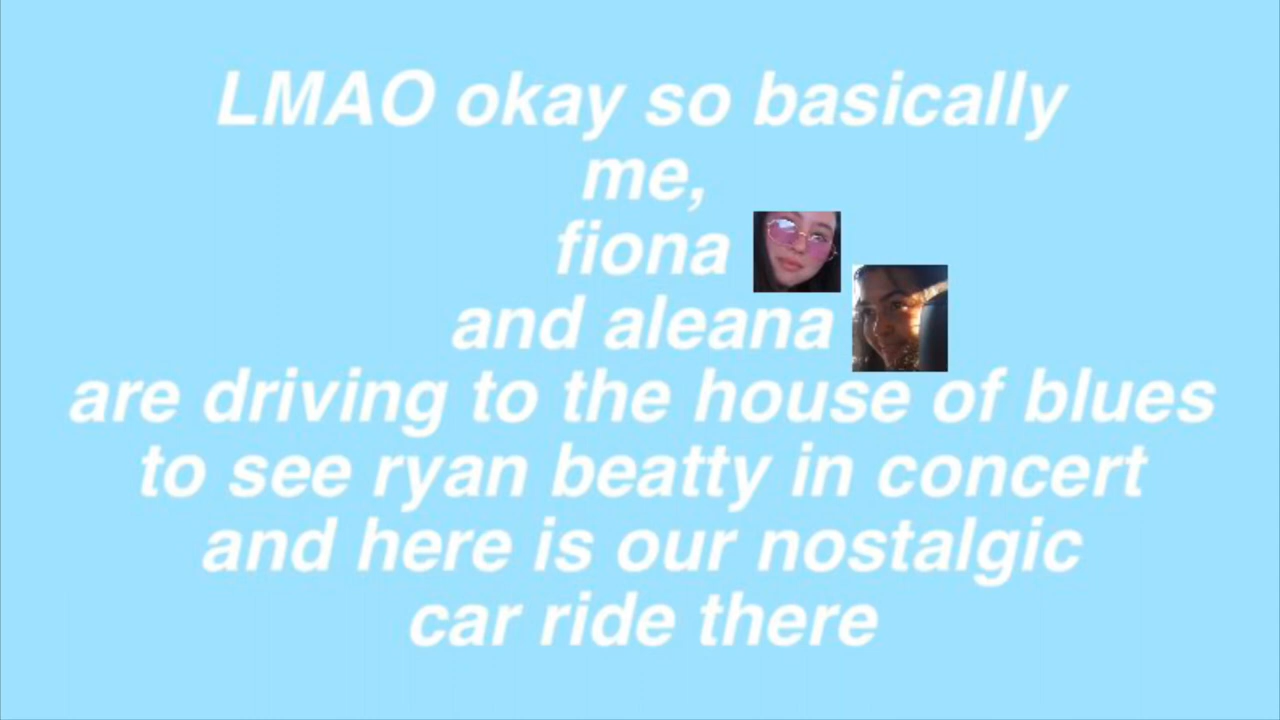 LMAO okay so basically
me,
fiona
and aleana
are driving to the house of blues
to see ryan beatty in concert
and here is our nostalgic
car ride there